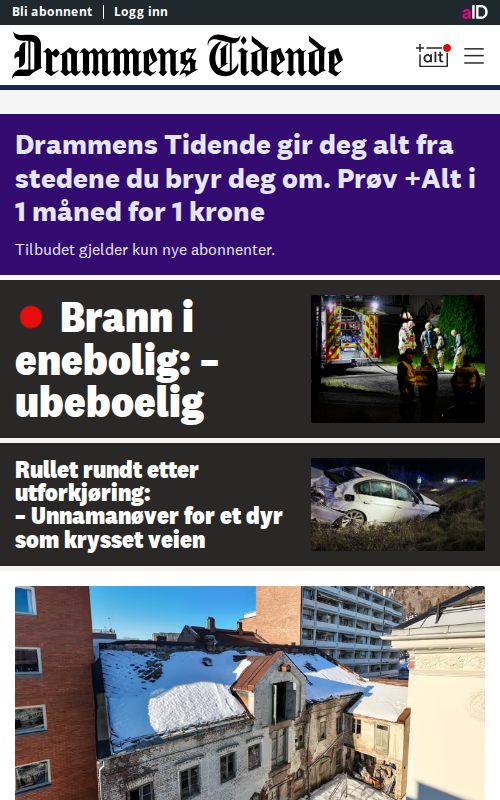 Bli abonnent
Logg inn
aID
Drammens Tidende
+alt
Drammens Tidende gir deg alt fra
stedene du bryr deg om. Prøv +Alt i
1 måned for 1 krone
Tilbudet gjelder kun nye abonnenter.
Brann i
enebolig: –
ubeboelig
Rullet rundt etter
utforkjøring:
– Unnamanøver for et dyr
som krysset veien